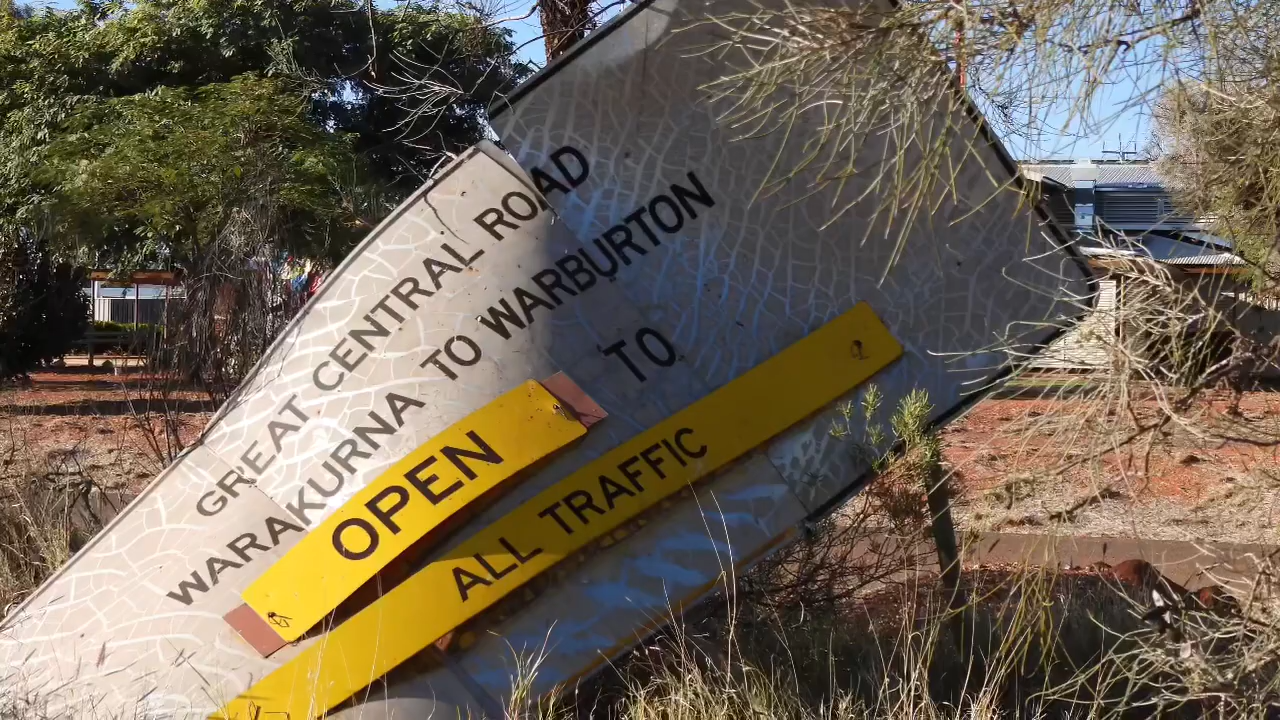 GREAT CENTRAL ROAD
WARAKURNA TO WARBURTON
OPEN TO
ALL TRAFFIC